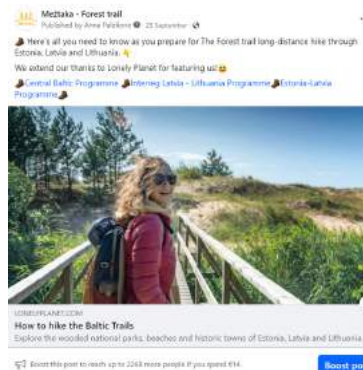 Mežtaka - Forest trail
Published by Anna Palelione
25 September
Here's all you need to know as you prepare for The Forest trail long-distance hike through
Estonia, Latvia and Lithuania.
We extend our thanks to Lonely Planet for featuring us!
Central Baltic Programme Interreg Latvia - Lithuania Programme Estonia-Latvia
Programme
LONELYPLANET.COM
How to hike the Baltic Trails
Explore the wooded national parks, beaches and historic towns of Estonia, Latvia and Lithuania.
Boost this post to reach up to 2268 more people if you spend €14.
Boost po